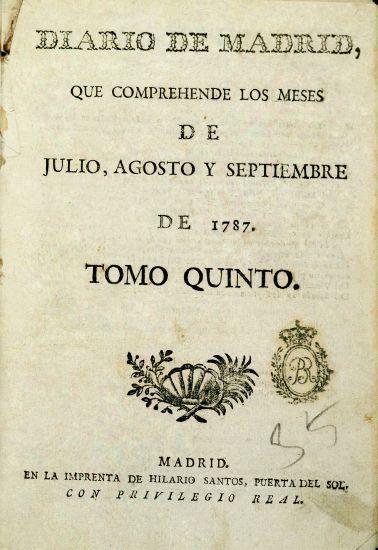 DIARIO DE MADRID,
QUE COMPREHENDE LOS MESES
DE
JULIO, AGOSTO Y SEPTIEMBRE
DE 1787.
TOMO QUINTO.
BR
MADRID.
EN LA IMPRENTA DE HILARIO SANTOS, PUERTA DEL SOL.
CON PRIVILEGIO REAL.